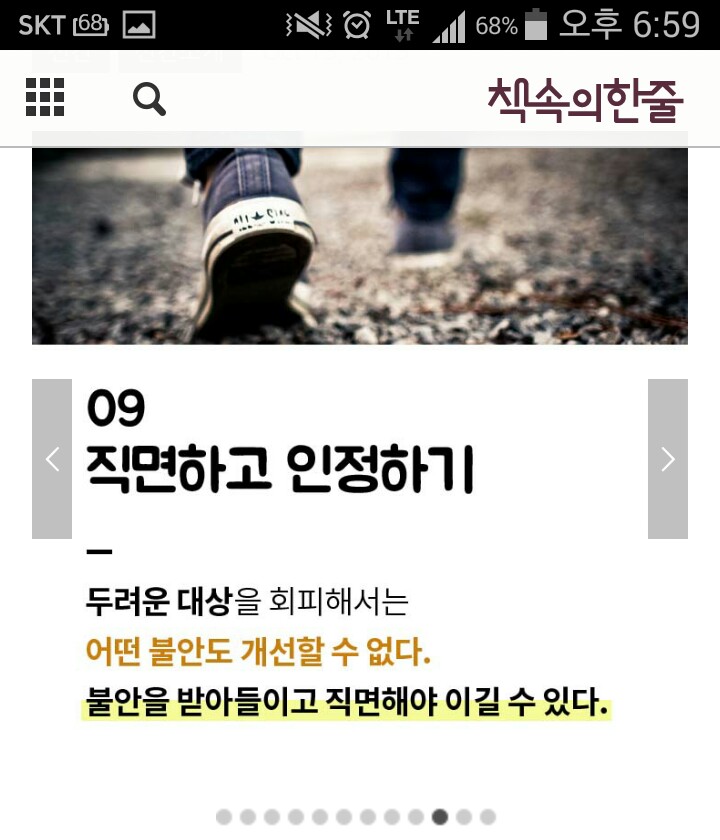 SKT 68 LTE 68% 오후 6:59
책속의한줄
09
직면하고 인정하기
두려운 대상을 회피해서는
어떤 불안도 개선할 수 없다.
불안을 받아들이고 직면해야 이길 수 있다.